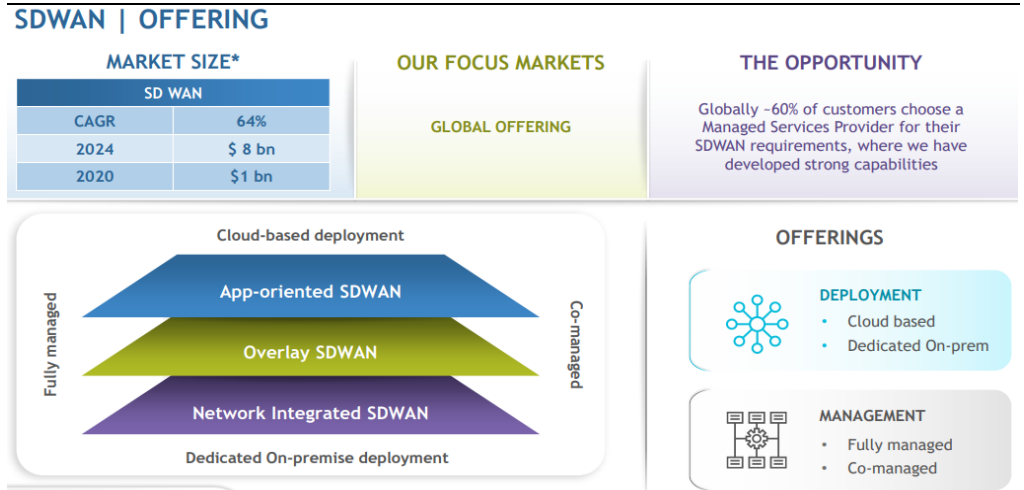 SDWAN | OFFERING
MARKET SIZE*
SD WAN
CAGR 64%
2024 $ 8 bn
2020 $1 bn
OUR FOCUS MARKETS
GLOBAL OFFERING
THE OPPORTUNITY
Globally ~60% of customers choose a
Managed Services Provider for their
SDWAN requirements, where we have
developed strong capabilities
Cloud-based deployment
Fully managed
App-oriented SDWAN
Overlay SDWAN
Network Integrated SDWAN
Co-managed
Dedicated On-premise deployment
OFFERINGS
DEPLOYMENT
• Cloud based
• Dedicated On-prem
MANAGEMENT
• Fully managed
• Co-managed